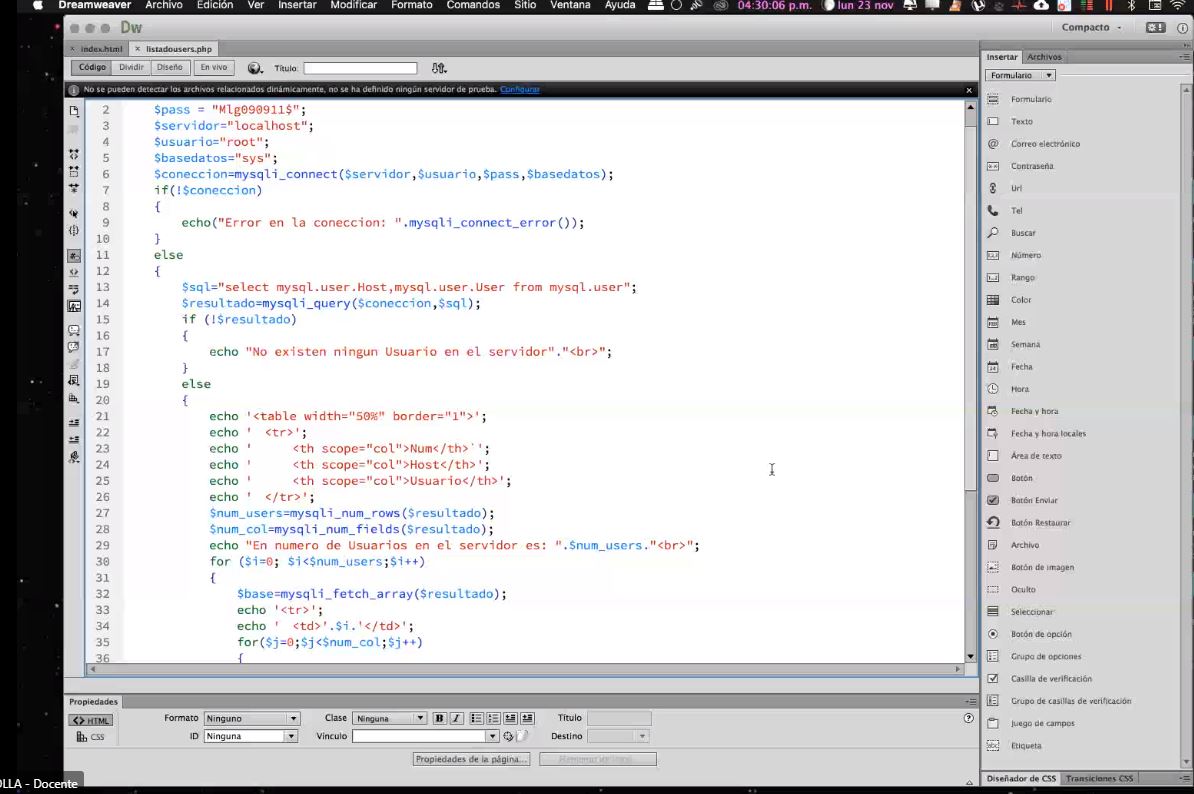 Dreamweaver Archivo Edición Ver Insertar Modificar Formato Comandos Sitio Ventana Ayuda 04:30:06 p.m. lun 23 nov
Dw
Compacto
× index.html × listadousers.php
Insertar Archivos
Código Dividir Diseño En vivo Título:
Formulario
No se pueden detectar los archivos relacionados dinámicamente, no se ha definido ningún servidor de prueba. Configurar
2 $pass = "Mlg090911$";
3 $servidor="localhost";
4 $usuario="root";
5 $basedatos="sys";
6 $coneccion=mysqli_connect($servidor,$usuario,$pass,$basedatos);
7 if(!$coneccion)
8 {
9 echo("Error en la coneccion: ".mysqli_connect_error());
10 }
11 else
12 {
13 $sql="select mysql.user.Host,mysql.user.User from mysql.user";
14 $resultado=mysqli_query($coneccion,$sql);
15 if (!$resultado)
16 {
17 echo "No existen ningun Usuario en el servidor"."<br>";
18 }
19 else
20 {
21 echo '<table width="50%" border="1">';
22 echo ' <tr>';
23 echo ' <th scope="col">Num</th>`';
24 echo ' <th scope="col">Host</th>';
25 echo ' <th scope="col">Usuario</th>';
26 echo ' </tr>';
27 $num_users=mysqli_num_rows($resultado);
28 $num_col=mysqli_num_fields($resultado);
29 echo "En numero de Usuarios en el servidor es: ".$num_users."<br>";
30 for ($i=0; $i<$num_users;$i++)
31 {
32 $base=mysqli_fetch_array($resultado);
33 echo '<tr>';
34 echo ' <td>'.$i.'</td>';
35 for($j=0;$j<$num_col;$j++)
36 {
Formulario
Texto
Correo electrónico
Contraseña
Url
Tel
Buscar
Número
Rango
Color
Mes
Semana
Fecha
Hora
Fecha y hora
Fecha y hora locales
Área de texto
Botón
Botón Enviar
Botón Restaurar
Archivo
Botón de imagen
Oculto
Seleccionar
Botón de opción
Grupo de opciones
Casilla de verificación
Grupo de casillas de verificación
Juego de campos
Etiqueta
Propiedades
<> HTML Formato Ninguno Clase Ninguna B I Título
CSS ID Ninguna Vínculo Destino
Propiedades de la página...
Diseñador de CSS Transiciones CSS
OLLA - Docente